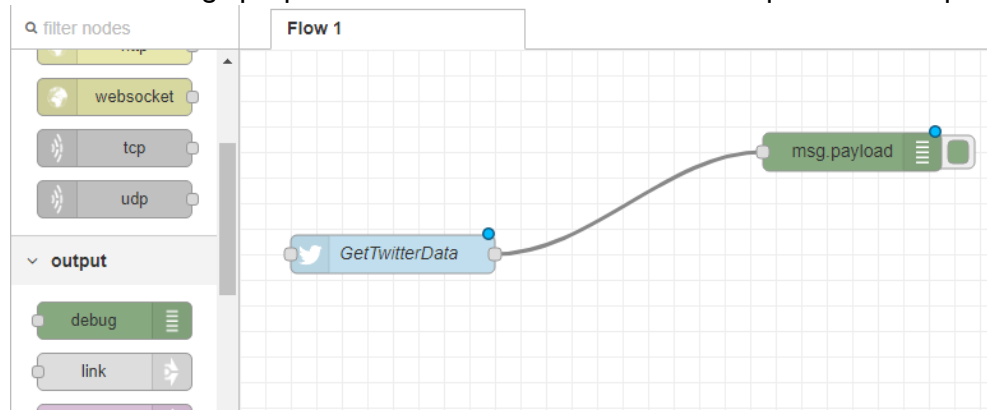 filter nodes
Flow 1
websocket
tcp
udp
output
debug
link
msg.payload
GetTwitterData